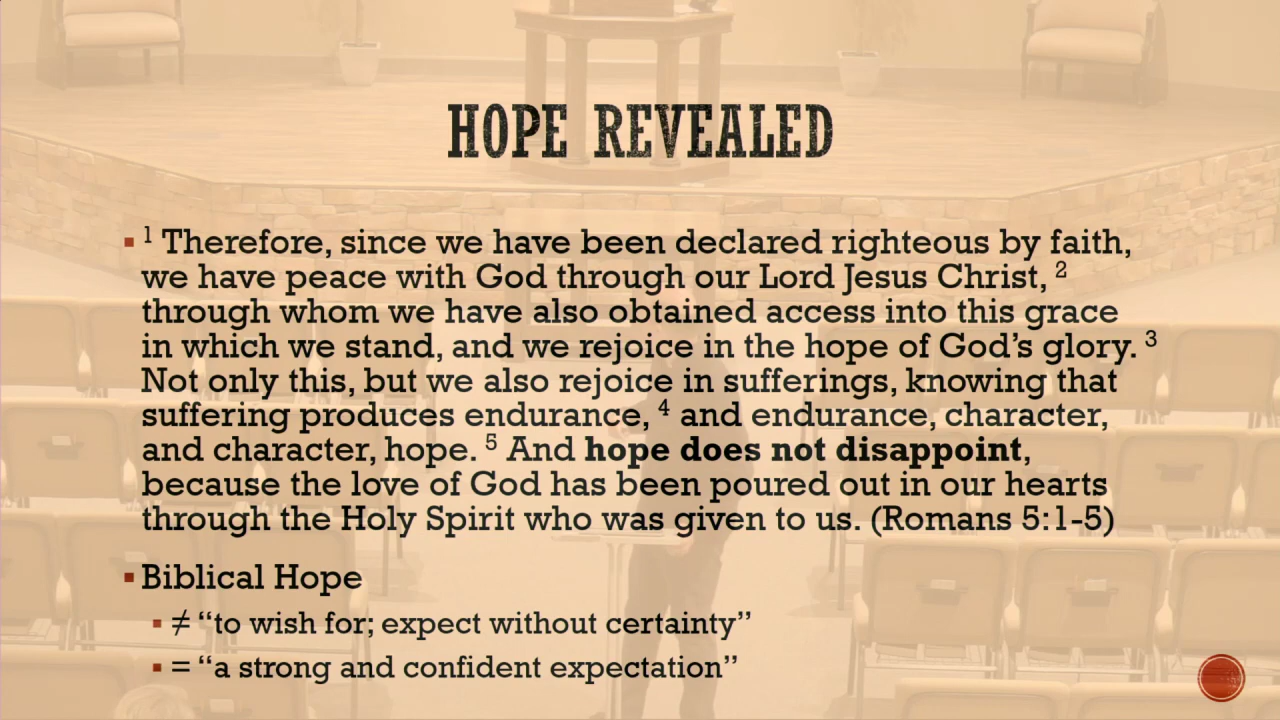 HOPE REVEALED
¹ Therefore, since we have been declared righteous by faith,
we have peace with God through our Lord Jesus Christ, ²
through whom we have also obtained access into this grace
in which we stand, and we rejoice in the hope of God’s glory. ³
Not only this, but we also rejoice in sufferings, knowing that
suffering produces endurance, ⁴ and endurance, character,
and character, hope. ⁵ And hope does not disappoint,
because the love of God has been poured out in our hearts
through the Holy Spirit who was given to us. (Romans 5:1-5)
Biblical Hope
≠ “to wish for; expect without certainty”
= “a strong and confident expectation”